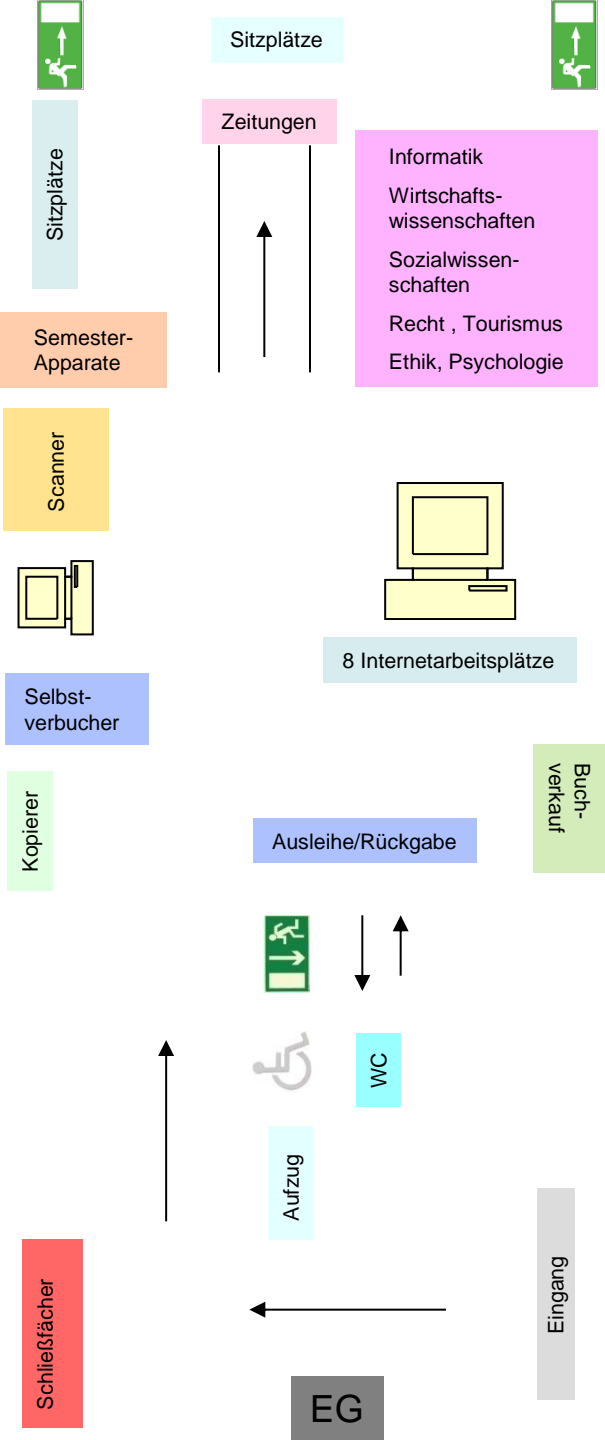 Sitzplätze
Zeitungen
Sitzplätze
Informatik
Wirtschafts-
wissenschaften
Sozialwissen-
schaften
Recht , Tourismus
Ethik, Psychologie
Semester-
Apparate
Scanner
8 Internetarbeitsplätze
Selbst-
verbucher
Buch-
verkauf
Kopierer
Ausleihe/Rückgabe
WC
Aufzug
Eingang
Schließfächer
EG